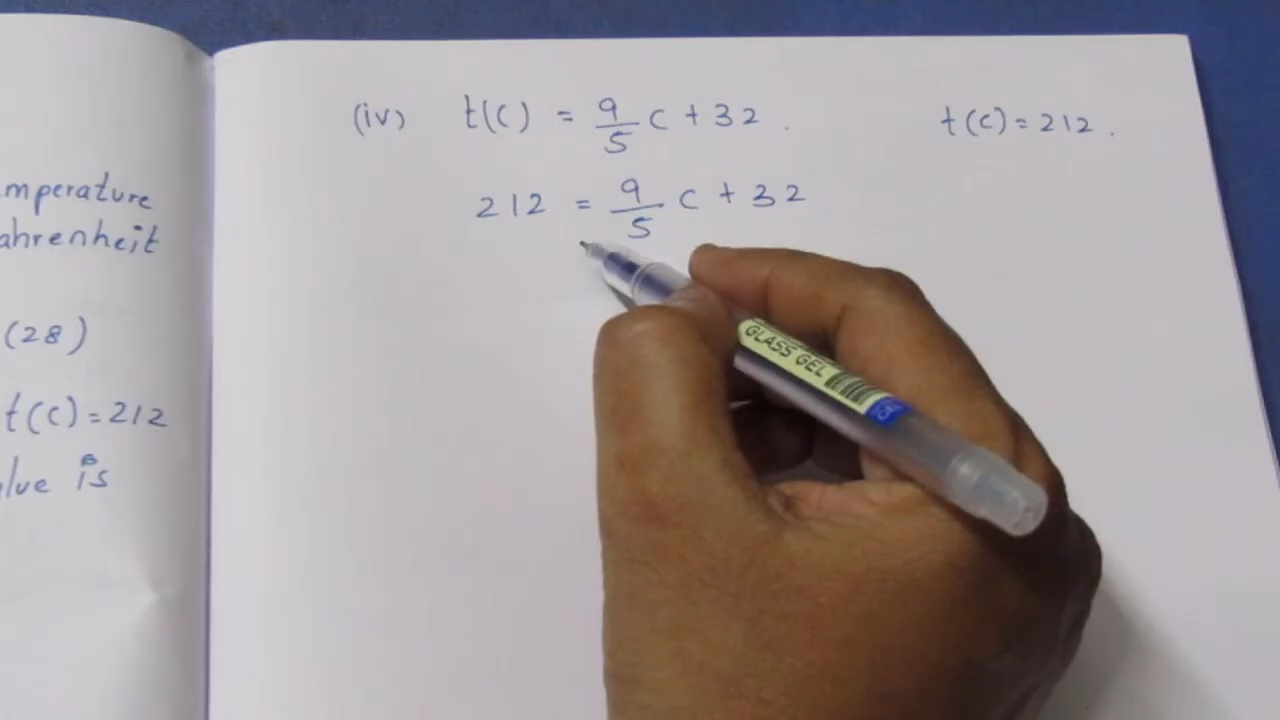 mperature
ahrenheit
(28)
t(C) = 212
lue is
(iv) t(C) = 9/5 C + 32 .
t(C) = 212 .
212 = 9/5 C + 32
GLASS GEL